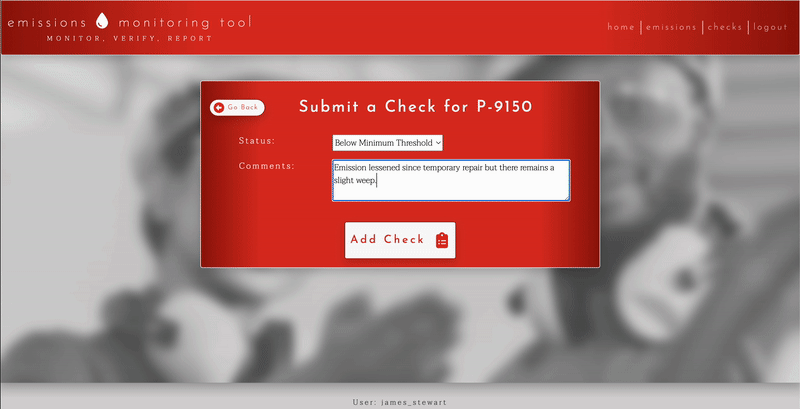 emissions monitoring tool
MONITOR, VERIFY, REPORT
home emissions checks logout
Go Back
Submit a Check for P-9150
Status:
Below Minimum Threshold
Comments:
Emission lessened since temporary repair but there remains a
slight weep.
Add Check
User: james_stewart